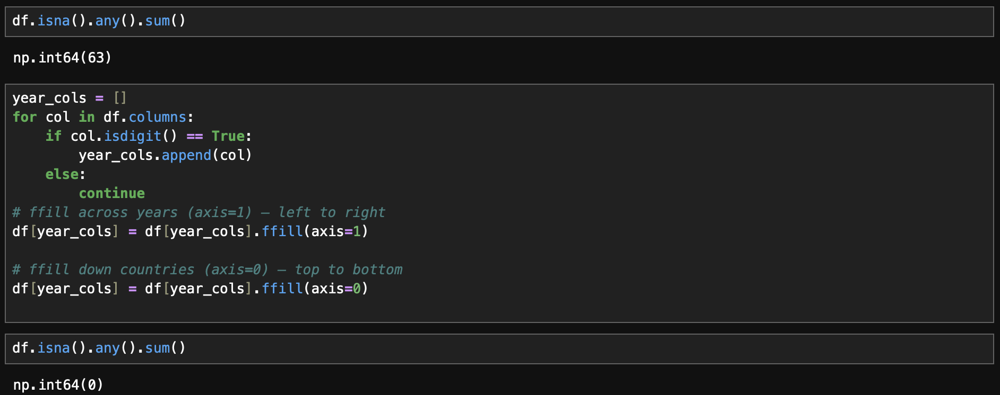 df.isna().any().sum()
np.int64(63)
year_cols = []
for col in df.columns:
    if col.isdigit() == True:
        year_cols.append(col)
    else:
        continue
# ffill across years (axis=1) — left to right
df[year_cols] = df[year_cols].ffill(axis=1)
# ffill down countries (axis=0) — top to bottom
df[year_cols] = df[year_cols].ffill(axis=0)
df.isna().any().sum()
np.int64(0)